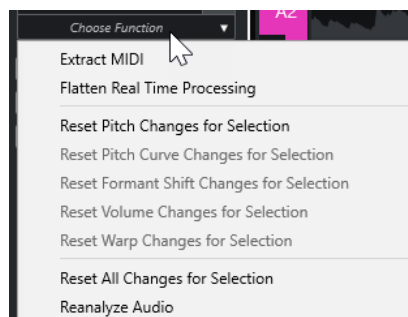 Choose Function
A2
Extract MIDI
Flatten Real Time Processing
Reset Pitch Changes for Selection
Reset Pitch Curve Changes for Selection
Reset Formant Shift Changes for Selection
Reset Volume Changes for Selection
Reset Warp Changes for Selection
Reset All Changes for Selection
Reanalyze Audio